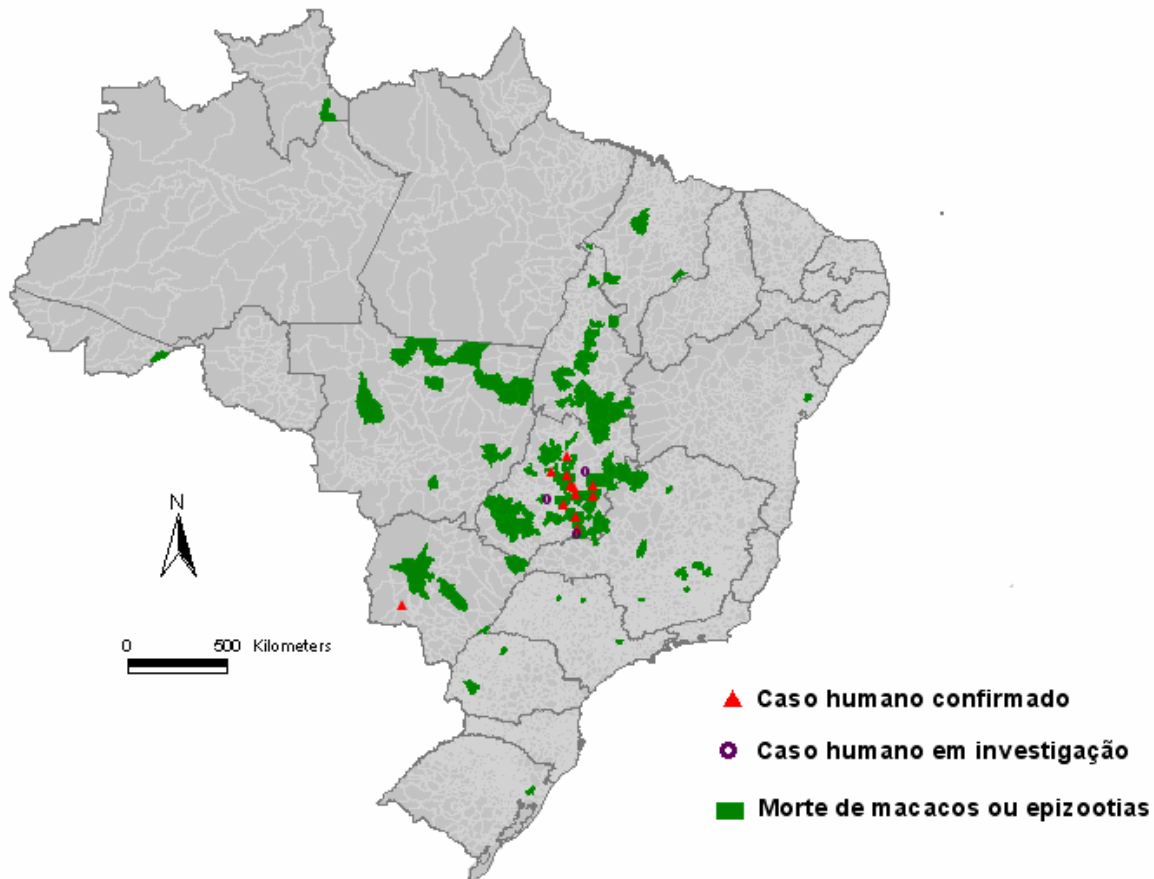 N
0 500 Kilometers
Caso humano confirmado
Caso humano em investigação
Morte de macacos ou epizootias